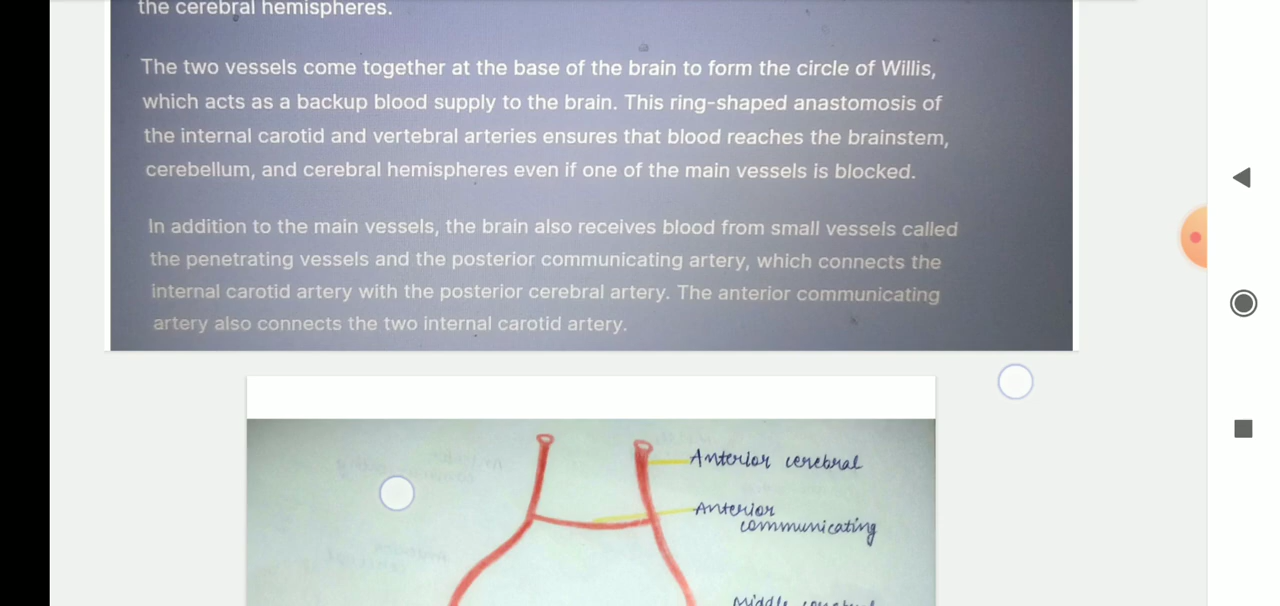 the cerebral hemispheres.
The two vessels come together at the base of the brain to form the circle of Willis,
which acts as a backup blood supply to the brain. This ring-shaped anastomosis of
the internal carotid and vertebral arteries ensures that blood reaches the brainstem,
cerebellum, and cerebral hemispheres even if one of the main vessels is blocked.
In addition to the main vessels, the brain also receives blood from small vessels called
the penetrating vessels and the posterior communicating artery, which connects the
internal carotid artery with the posterior cerebral artery. The anterior communicating
artery also connects the two internal carotid artery.
Anterior cerebral
Anterior
communicating
Middle cerebral